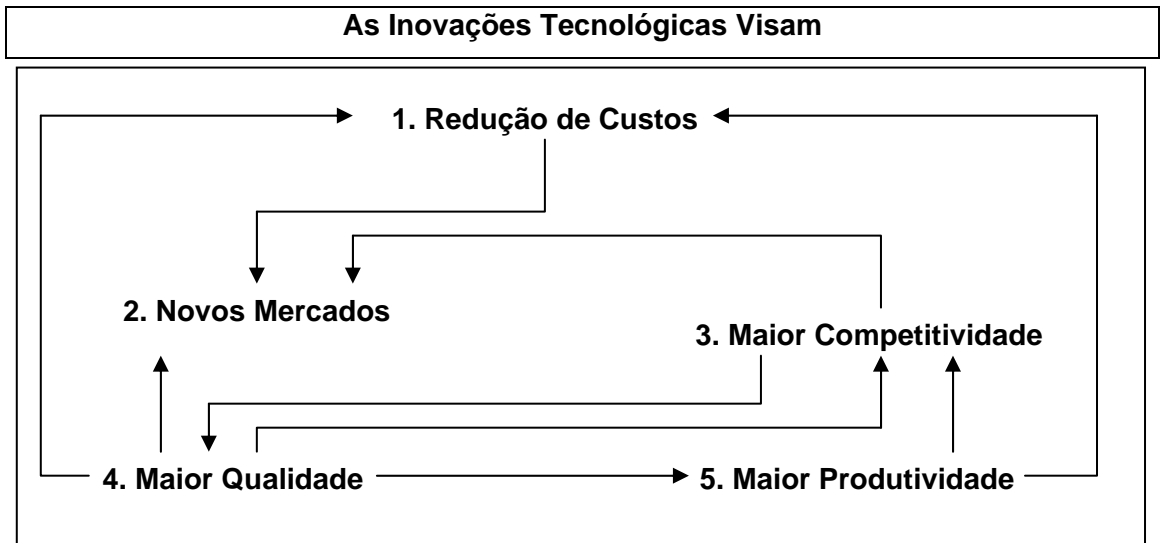 As Inovações Tecnológicas Visam
1. Redução de Custos
2. Novos Mercados
3. Maior Competitividade
4. Maior Qualidade
5. Maior Produtividade